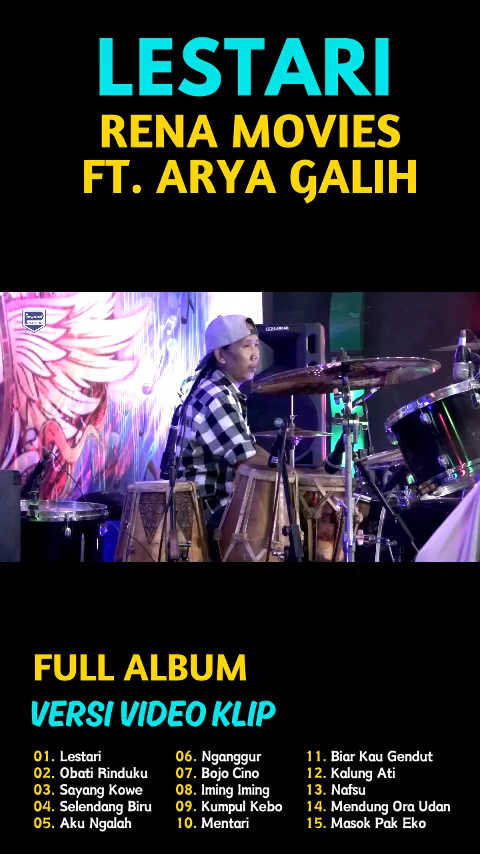 LESTARI
RENA MOVIES
FT. ARYA GALIH
FULL ALBUM
VERSI VIDEO KLIP
01. Lestari
02. Obati Rinduku
03. Sayang Kowe
04. Selendang Biru
05. Aku Ngalah
06. Nganggur
07. Bojo Cino
08. Iming Iming
09. Kumpul Kebo
10. Mentari
11. Biar Kau Gendut
12. Kalung Ati
13. Nafsu
14. Mendung Ora Udan
15. Masok Pak Eko